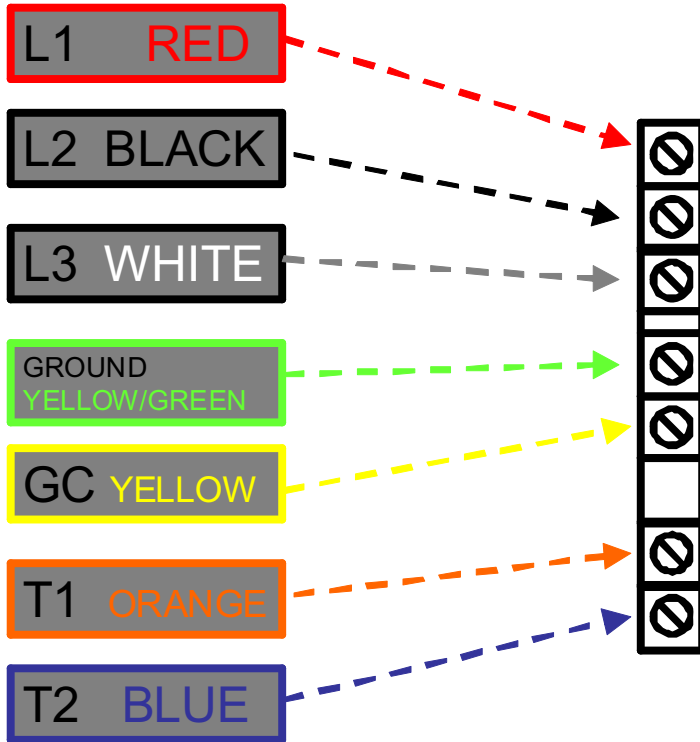 L1 RED
L2 BLACK
L3 WHITE
GROUND
YELLOW/GREEN
GC YELLOW
T1 ORANGE
T2 BLUE